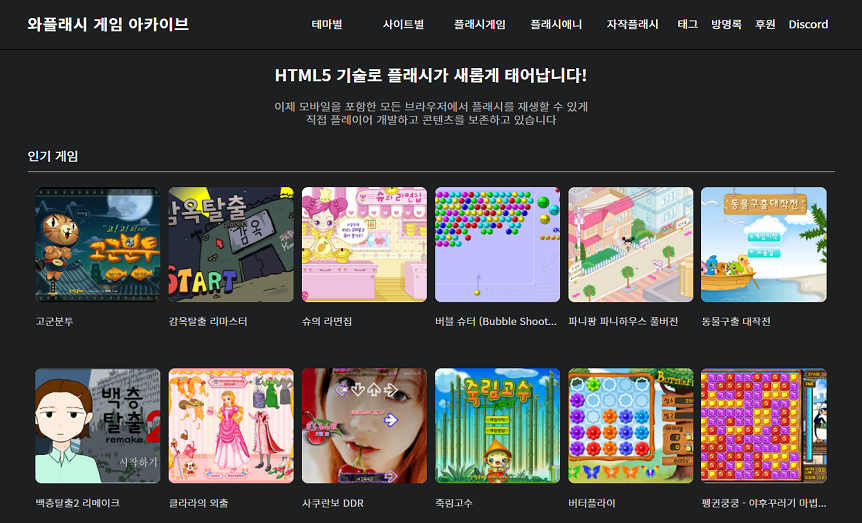 와플래시 게임 아카이브
테마별 사이트별 플래시게임 플래시애니 자작플래시 태그 방명록 후원 Discord
HTML5 기술로 플래시가 새롭게 태어납니다!
이제 모바일을 포함한 모든 브라우저에서 플래시를 재생할 수 있게
직접 플레이어 개발하고 콘텐츠를 보존하고 있습니다
인기 게임
고군분투
감옥탈출
감옥
START
슈의 라면집
동물구출대작전
고군분투
감옥탈출 리마스터
슈의 라면집
버블 슈터 (Bubble Shoot...
파니팡 파니하우스 풀버전
동물구출 대작전
백층
탈출2
remake
시작하기
죽림고수
백층탈출2 리메이크
클라라의 외출
사쿠란보 DDR
죽림고수
버터플라이
펭귄쿵쿵 - 야후꾸러기 마법...